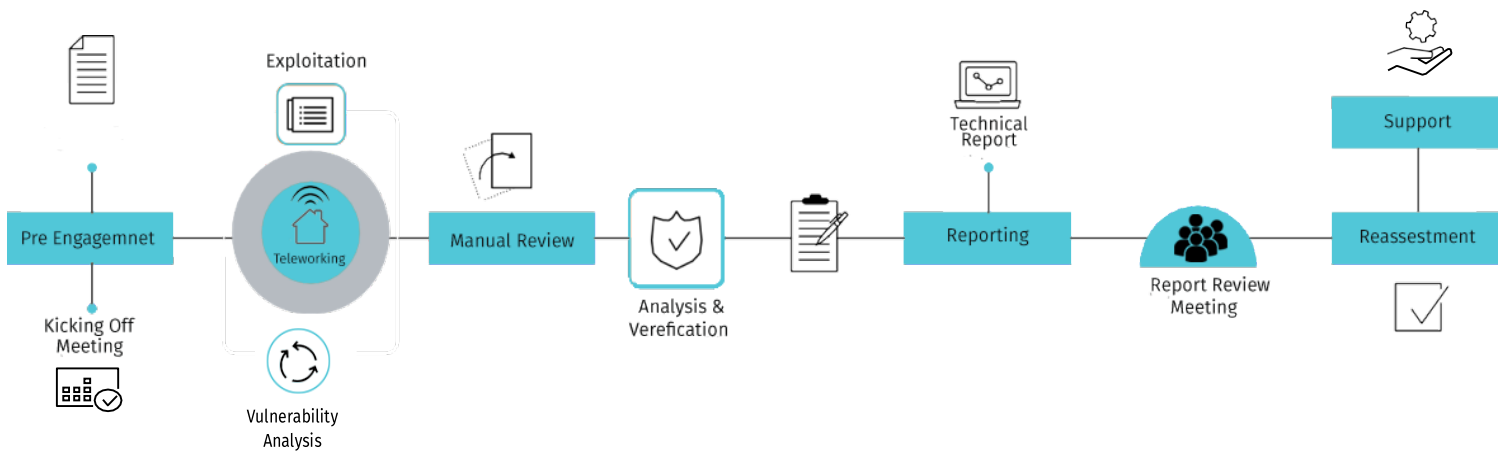 Exploitation
Technical
Report
Support
Pre Engagemnet
Teleworking
Manual Review
Reporting
Reassestment
Kicking Off
Meeting
Analysis &
Verefication
Report Review
Meeting
Vulnerability
Analysis